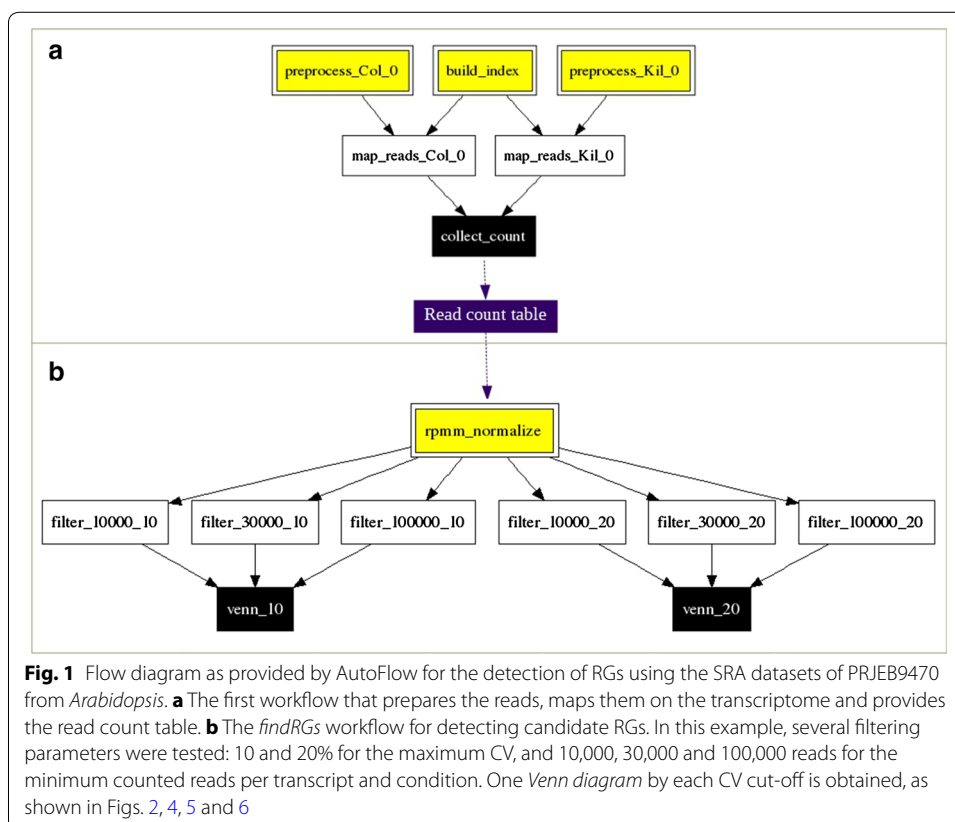 a
preprocess_Col_0 build_index preprocess_Kil_0
map_reads_Col_0 map_reads_Kil_0
collect_count
Read count table
b
rpmm_normalize
filter_10000_10 filter_30000_10 filter_100000_10 filter_10000_20 filter_30000_20 filter_100000_20
venn_10 venn_20
Fig. 1 Flow diagram as provided by AutoFlow for the detection of RGs using the SRA datasets of PRJEB9470
from Arabidopsis. a The first workflow that prepares the reads, maps them on the transcriptome and provides
the read count table. b The findRGs workflow for detecting candidate RGs. In this example, several filtering
parameters were tested: 10 and 20% for the maximum CV, and 10,000, 30,000 and 100,000 reads for the
minimum counted reads per transcript and condition. One Venn diagram by each CV cut-off is obtained, as
shown in Figs. 2, 4, 5 and 6